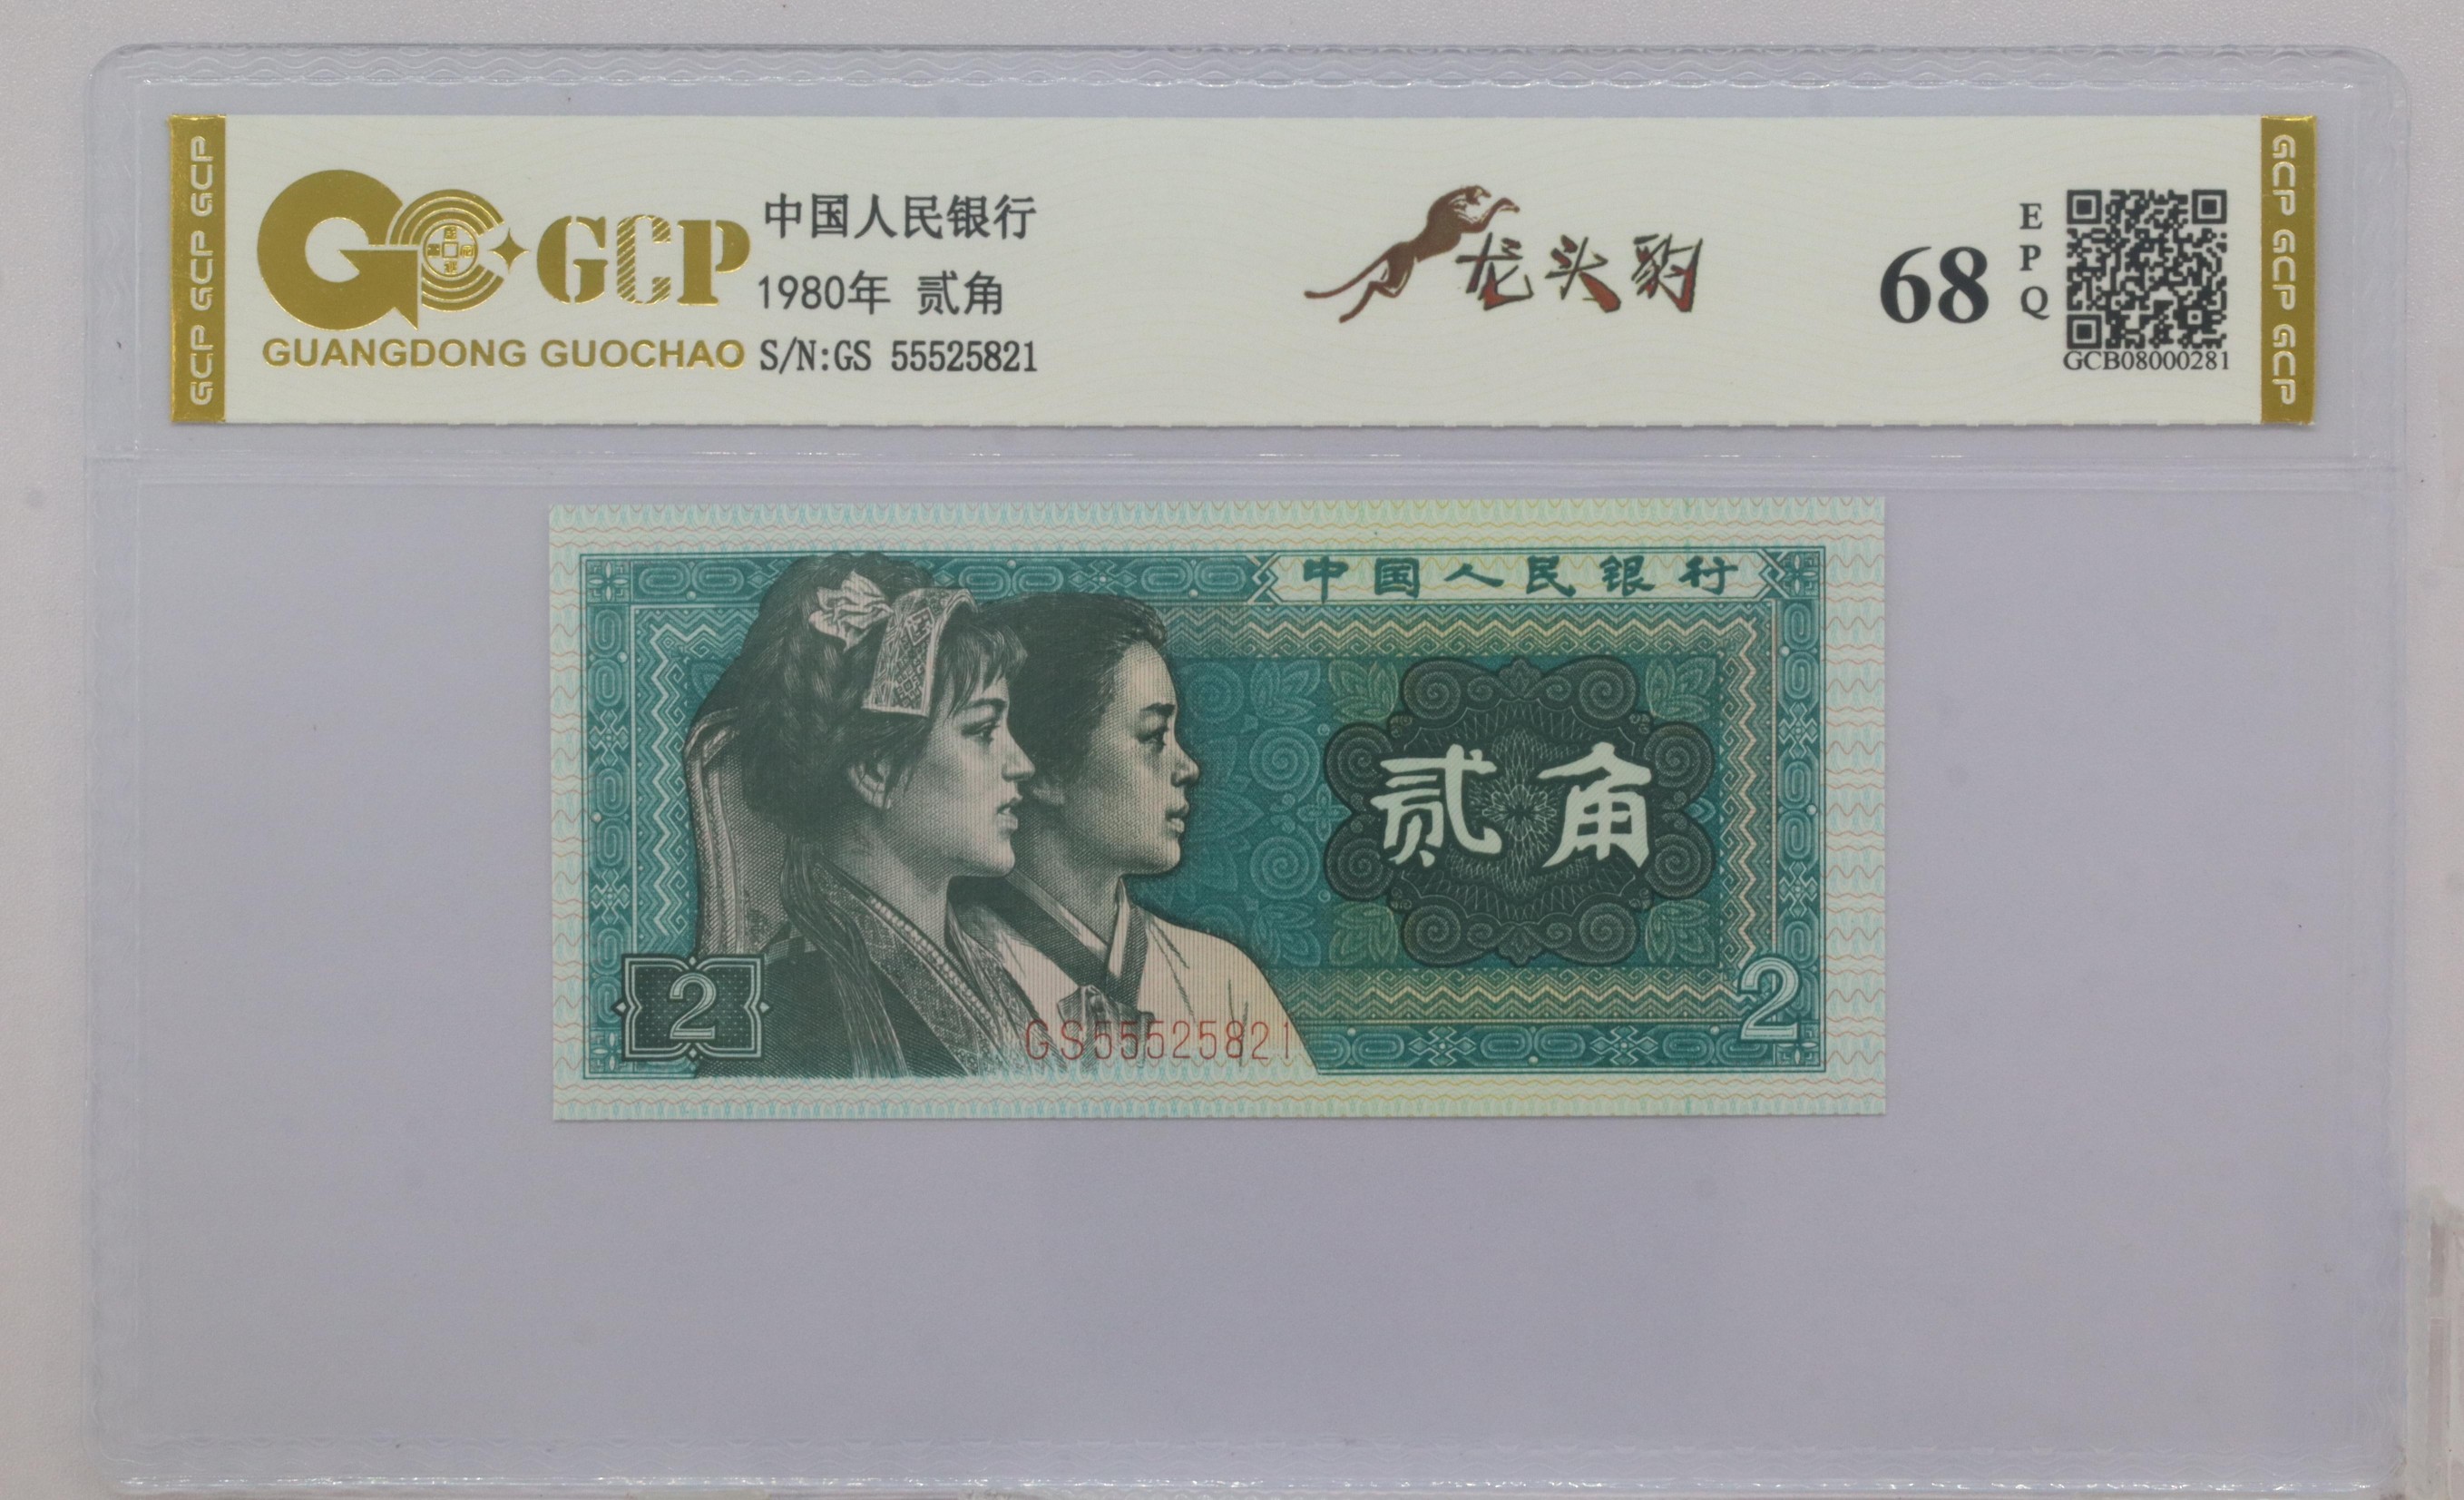 GCP GCP GCP
GCP
GUANGDONG GUOCHAO
中国人民银行
1980年 贰角
S/N:GS 55525821
龙头豹
68
EPQ
GCB08000281
GCP GCP GCP
中国人民银行
贰角
2
2
GS55525821